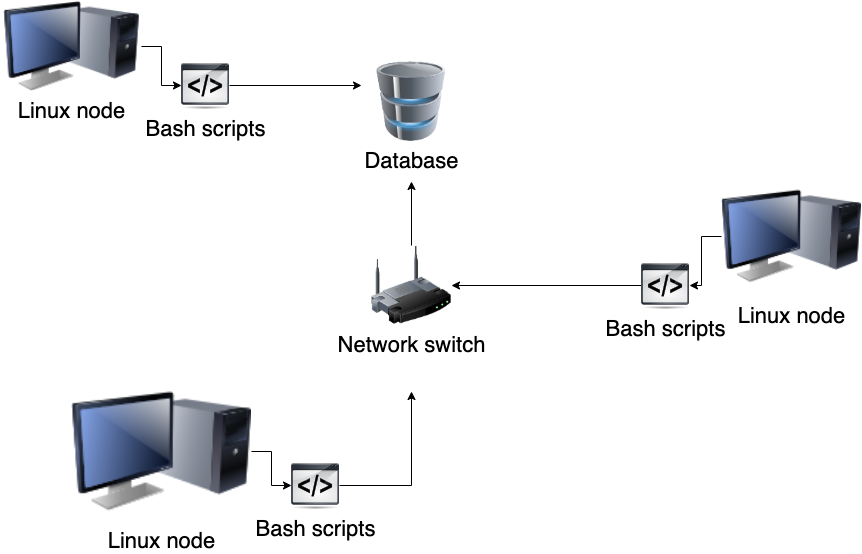 Linux node
Bash scripts
Database
Network switch
Bash scripts
Linux node
Linux node
Bash scripts